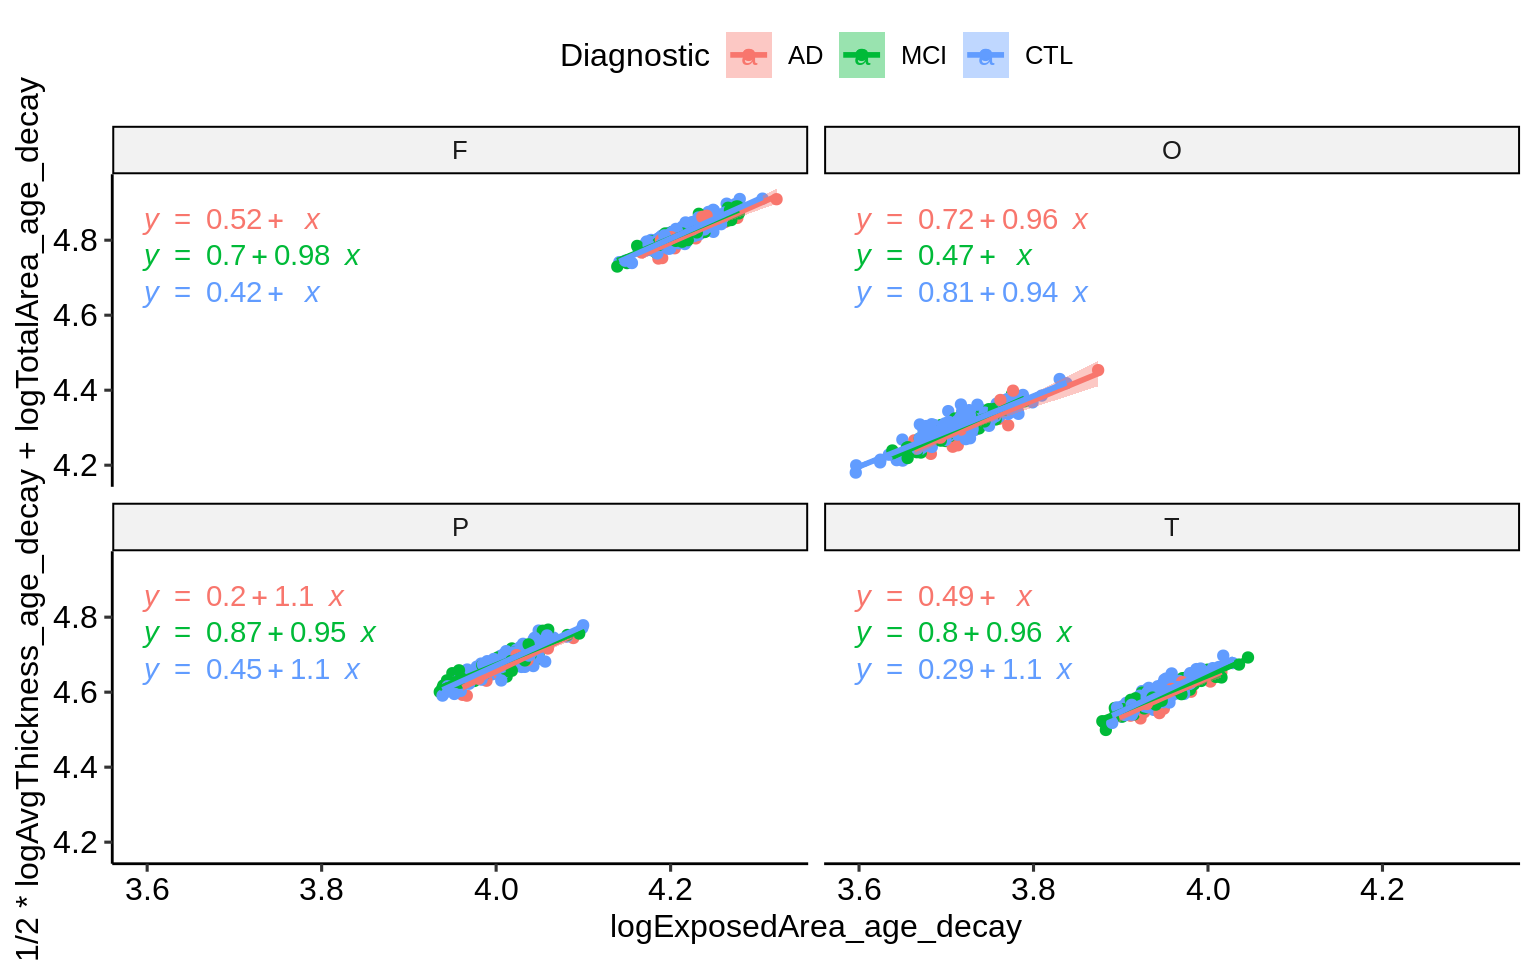 Diagnostic a AD a MCI a CTL
1/2 * logAvgThickness_age_decay + logTotalArea_age_decay
F
y = 0.52 + x
y = 0.7 + 0.98 x
y = 0.42 + x
4.8
4.6
4.4
4.2
O
y = 0.72 + 0.96 x
y = 0.47 + x
y = 0.81 + 0.94 x
P
y = 0.2 + 1.1 x
y = 0.87 + 0.95 x
y = 0.45 + 1.1 x
4.8
4.6
4.4
4.2
T
y = 0.49 + x
y = 0.8 + 0.96 x
y = 0.29 + 1.1 x
3.6 3.8 4.0 4.2 3.6 3.8 4.0 4.2
logExposedArea_age_decay